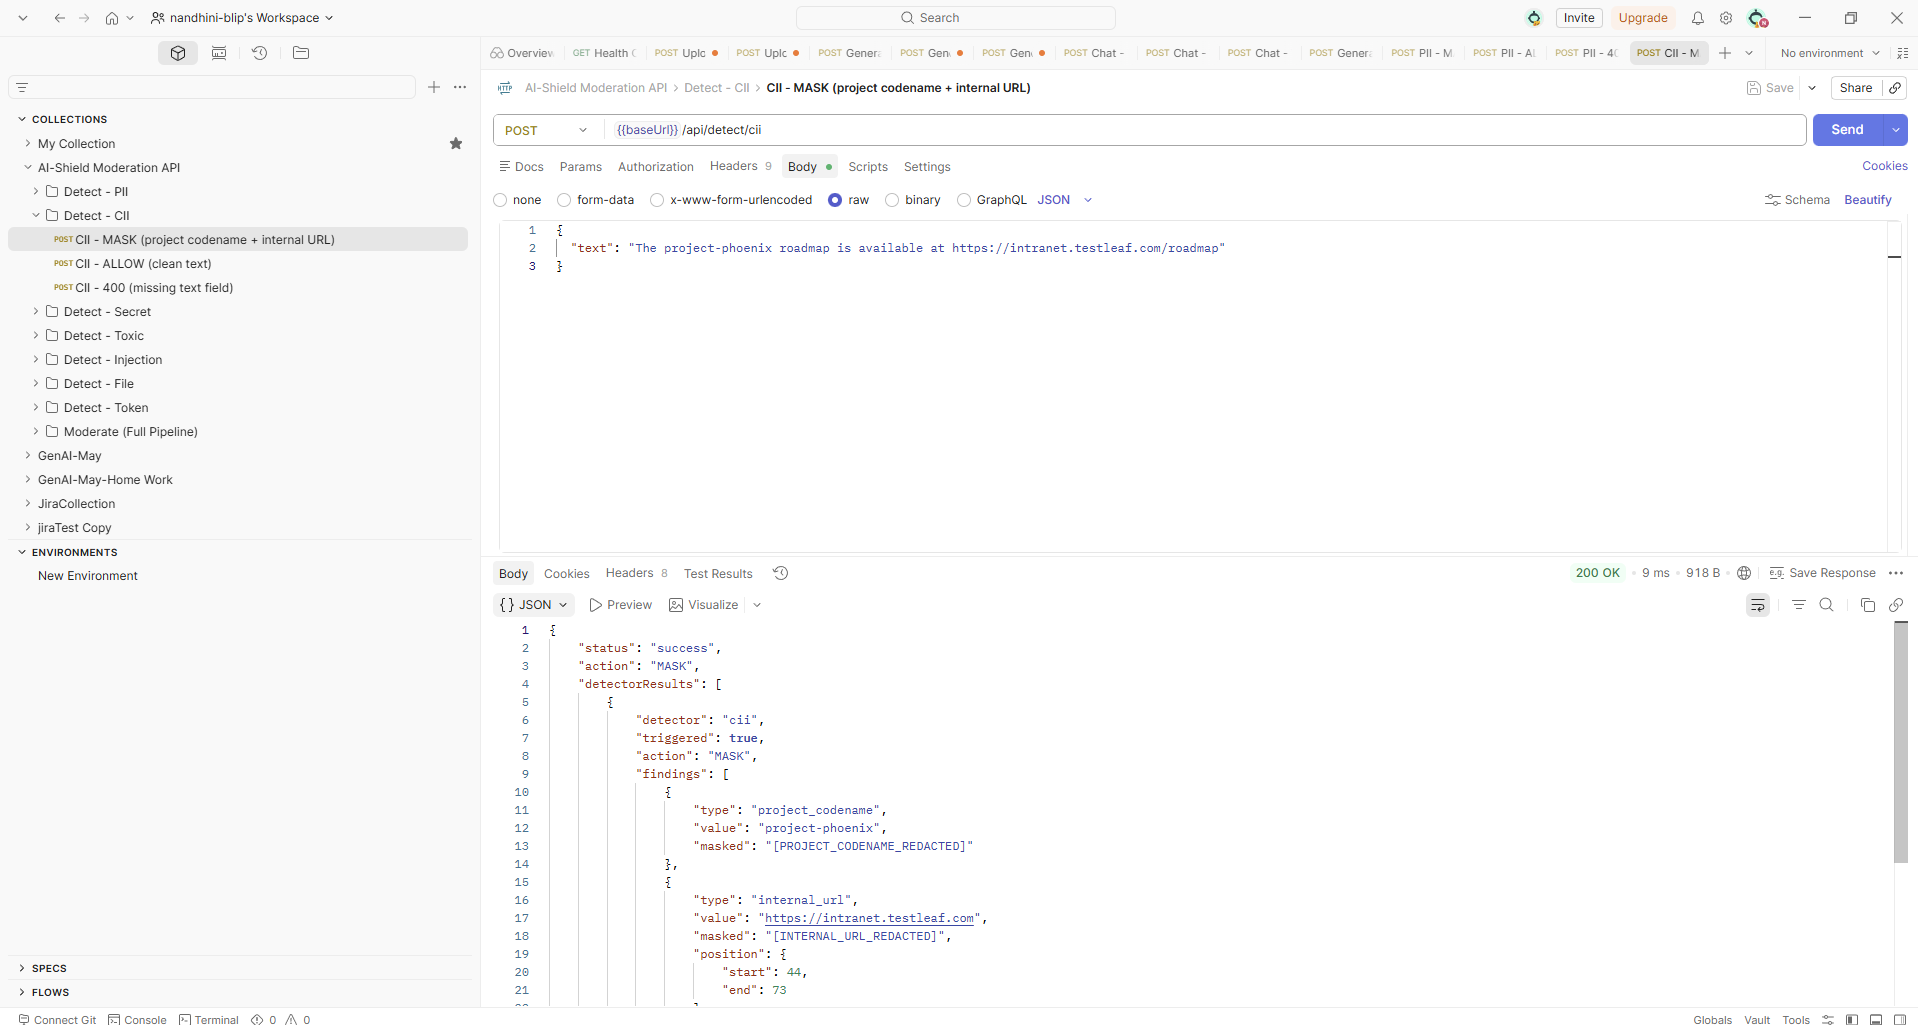 nandhini-blip's Workspace
Search
Invite
Upgrade
Overview
GET Health C
POST Uplo
POST Uplo
POST Genera
POST Gene
POST Gene
POST Chat -
POST Chat -
POST Chat -
POST Genera
POST PII - M
POST PII - AL
POST PII - 40
POST CII - M
No environment
HTTP
AI-Shield Moderation API > Detect - CII > CII - MASK (project codename + internal URL)
Save
Share
COLLECTIONS
My Collection
AI-Shield Moderation API
Detect - PII
Detect - CII
POST CII - MASK (project codename + internal URL)
POST CII - ALLOW (clean text)
POST CII - 400 (missing text field)
Detect - Secret
Detect - Toxic
Detect - Injection
Detect - File
Detect - Token
Moderate (Full Pipeline)
GenAI-May
GenAI-May-Home Work
JiraCollection
jiraTest Copy
ENVIRONMENTS
New Environment
SPECS
FLOWS
POST
{{baseUrl}} /api/detect/cii
Send
Docs
Params
Authorization
Headers 9
Body
Scripts
Settings
Cookies
none
form-data
x-www-form-urlencoded
raw
binary
GraphQL
JSON
Schema
Beautify
1 {
2 "text": "The project-phoenix roadmap is available at https://intranet.testleaf.com/roadmap"
3 }
Body
Cookies
Headers 8
Test Results
200 OK • 9 ms • 918 B
e.g. Save Response
{} JSON
Preview
Visualize
1 {
2 "status": "success",
3 "action": "MASK",
4 "detectorResults": [
5 {
6 "detector": "cii",
7 "triggered": true,
8 "action": "MASK",
9 "findings": [
10 {
11 "type": "project_codename",
12 "value": "project-phoenix",
13 "masked": "[PROJECT_CODENAME_REDACTED]"
14 },
15 {
16 "type": "internal_url",
17 "value": "https://intranet.testleaf.com",
18 "masked": "[INTERNAL_URL_REDACTED]",
19 "position": {
20 "start": 44,
21 "end": 73
Connect Git
Console
Terminal
0
0
Globals
Vault
Tools